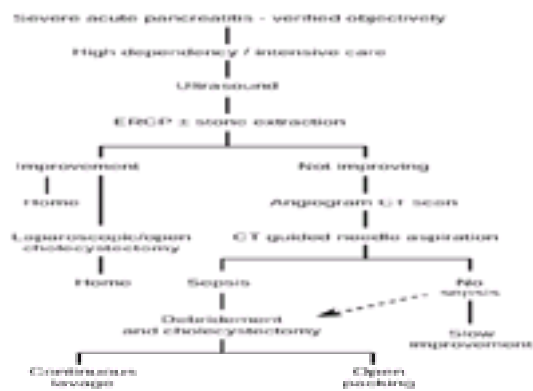 Severe acute pancreatitis - verified objectively
High dependency / intensive care
Ultrasound
ERCP ± stone extraction
Improvement
Not improving
Home
Angiogram CT scan
Laparoscopic/open
cholecystectomy
CT guided needle aspiration
Home
Sepsis
No
sepsis
Debridement
and cholecystectomy
Slow
improvement
Continuous
lavage
Open
packing